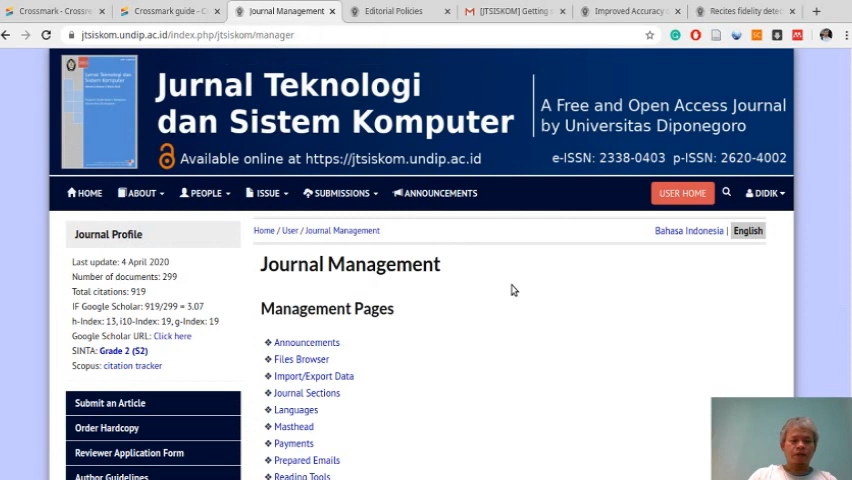 Crossmark - Crossre
Crossmark guide - C
Journal Management
Editorial Policies
[JTSISKOM] Getting s
Improved Accuracy o
Recites fidelity detec
jtsiskom.undip.ac.id/index.php/jtsiskom/manager
Jurnal Teknologi
dan Sistem Komputer
Available online at https://jtsiskom.undip.ac.id
A Free and Open Access Journal
by Universitas Diponegoro
e-ISSN: 2338-0403 p-ISSN: 2620-4002
HOME
ABOUT
PEOPLE
ISSUE
SUBMISSIONS
ANNOUNCEMENTS
USER HOME
DIDIK
Journal Profile
Last update: 4 April 2020
Number of documents: 299
Total citations: 919
IF Google Scholar: 919/299 = 3.07
h-Index: 13, i10-Index: 19, g-Index: 19
Google Scholar URL: Click here
SINTA: Grade 2 (S2)
Scopus: citation tracker
Submit an Article
Order Hardcopy
Reviewer Application Form
Author Guidelines
Home / User / Journal Management
Bahasa Indonesia | English
Journal Management
Management Pages
Announcements
Files Browser
Import/Export Data
Journal Sections
Languages
Masthead
Payments
Prepared Emails
Reading Tools